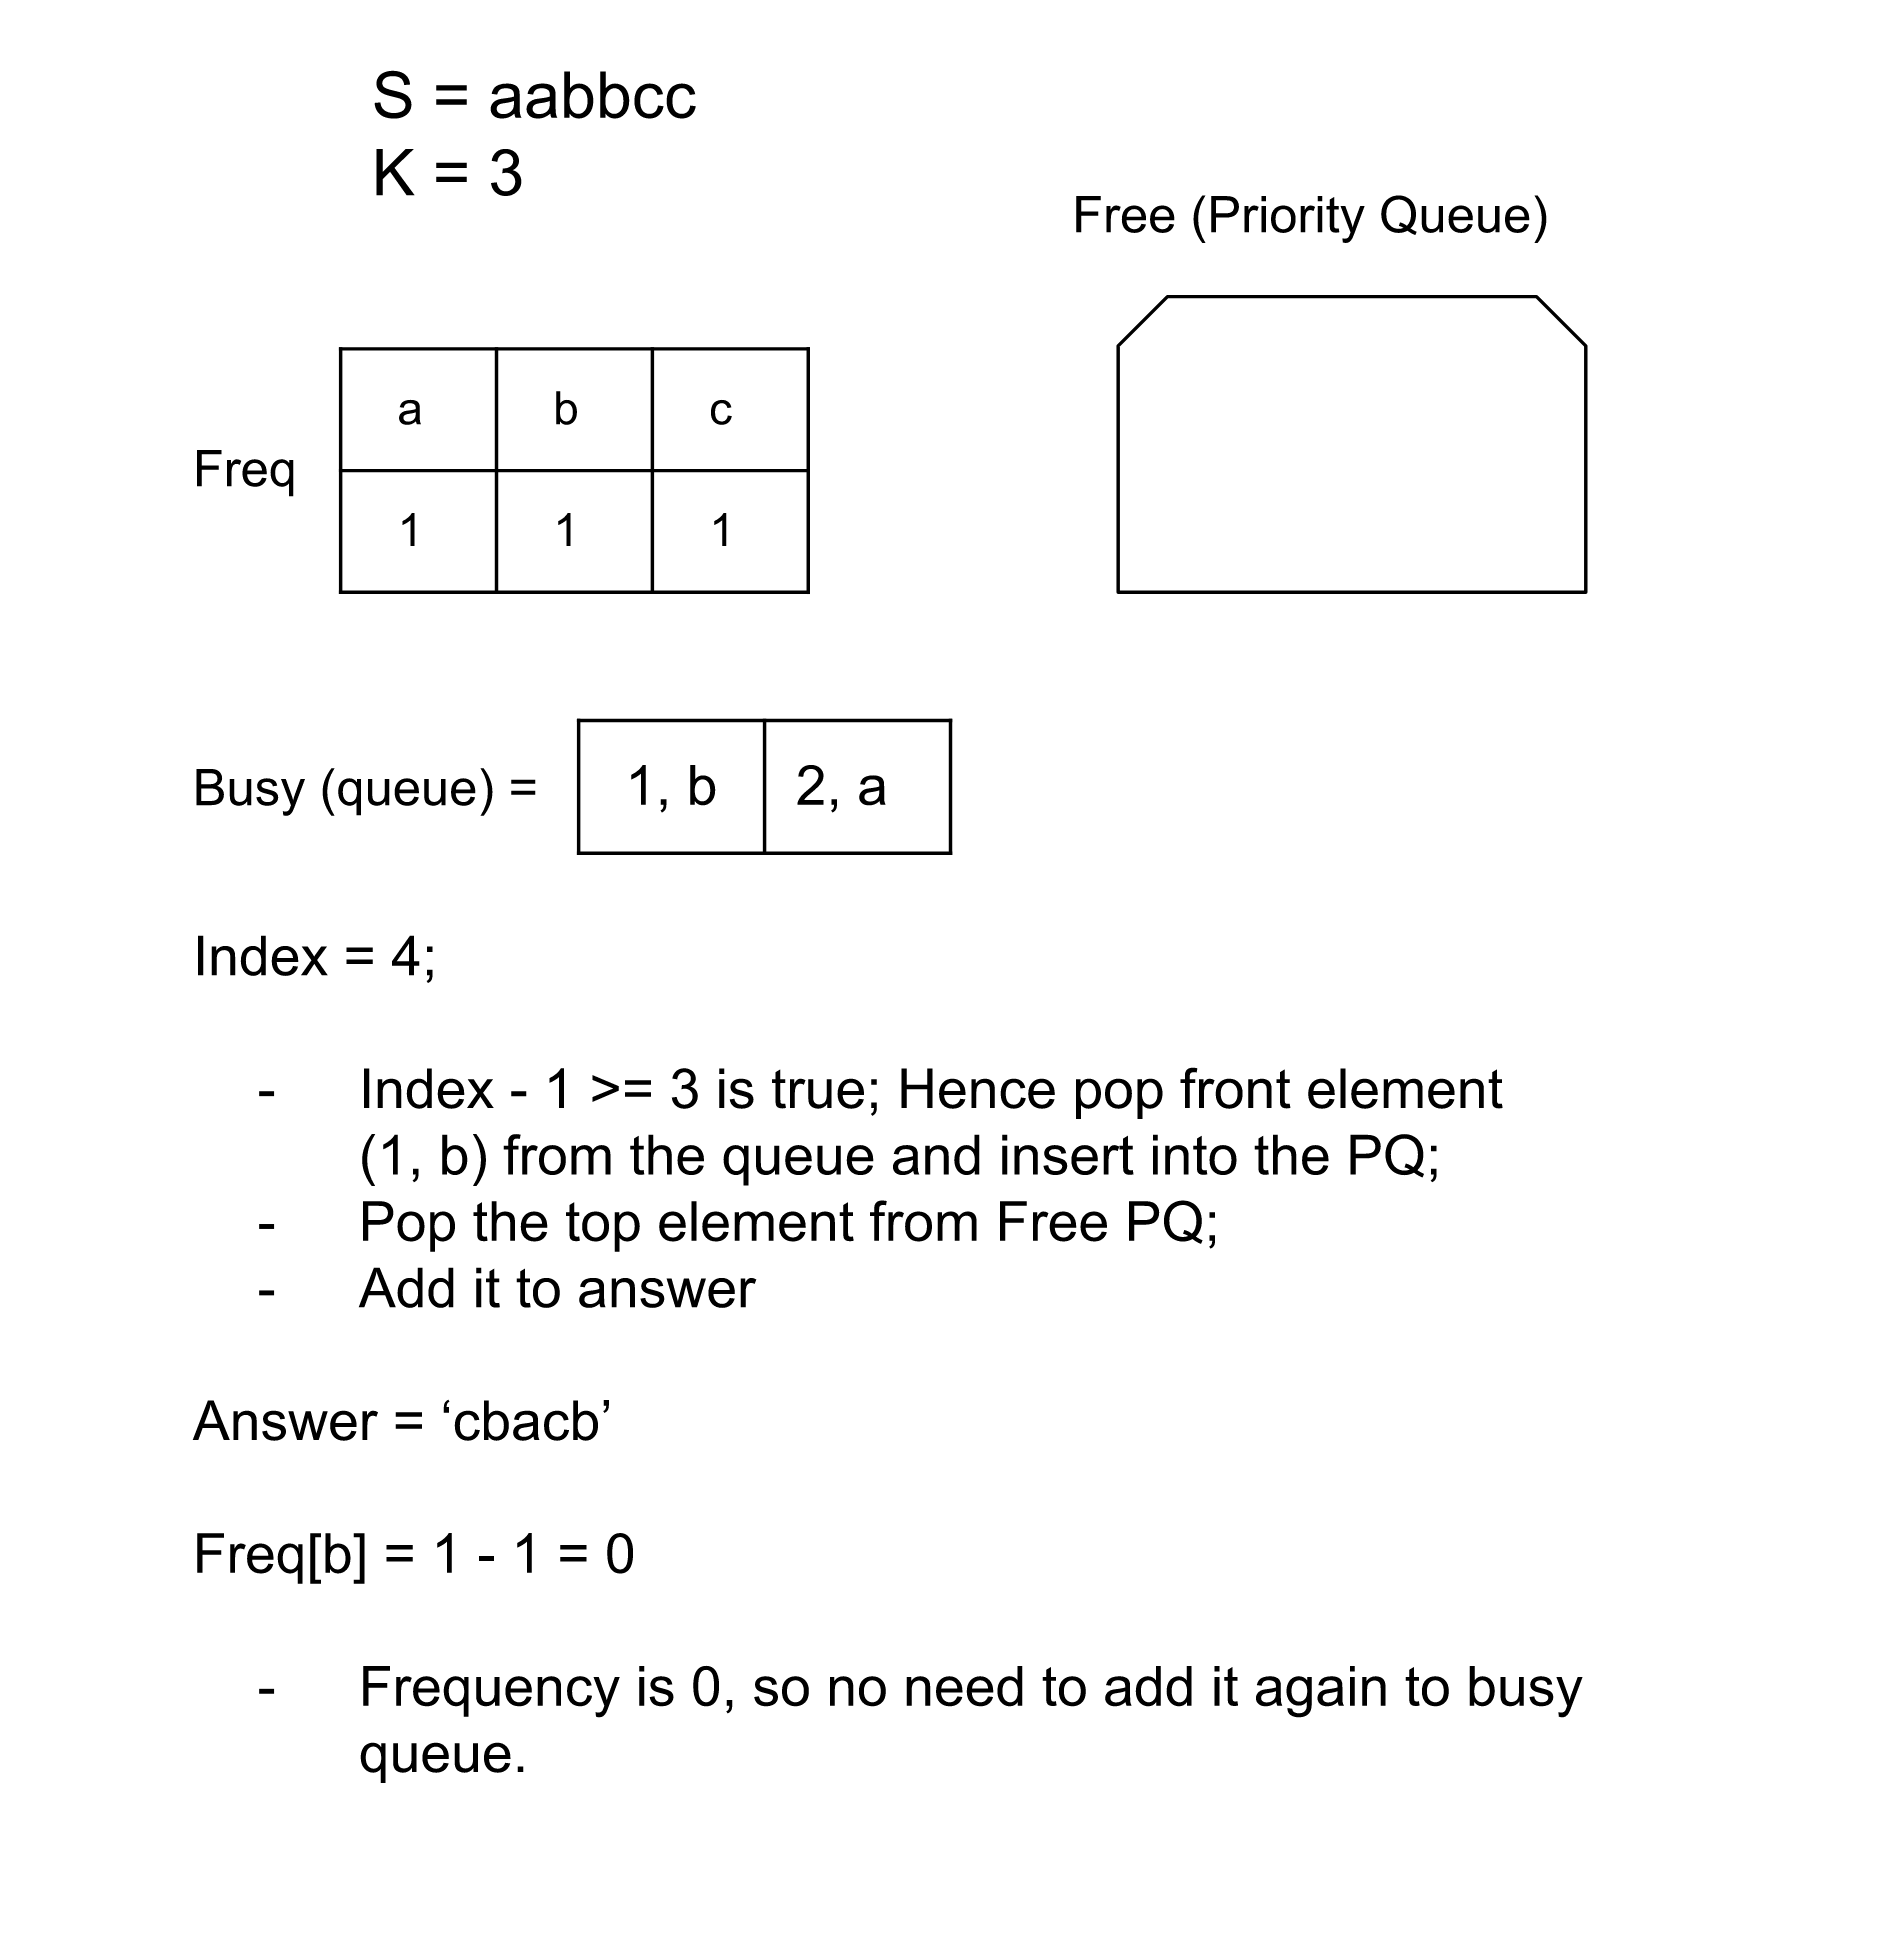 S = aabbcc
K = 3
Free (Priority Queue)
Freq
a b c
1 1 1
Busy (queue) = 1, b 2, a
Index = 4;
- Index - 1 >= 3 is true; Hence pop front element
(1, b) from the queue and insert into the PQ;
- Pop the top element from Free PQ;
- Add it to answer
Answer = ‘cbacb’
Freq[b] = 1 - 1 = 0
- Frequency is 0, so no need to add it again to busy
queue.